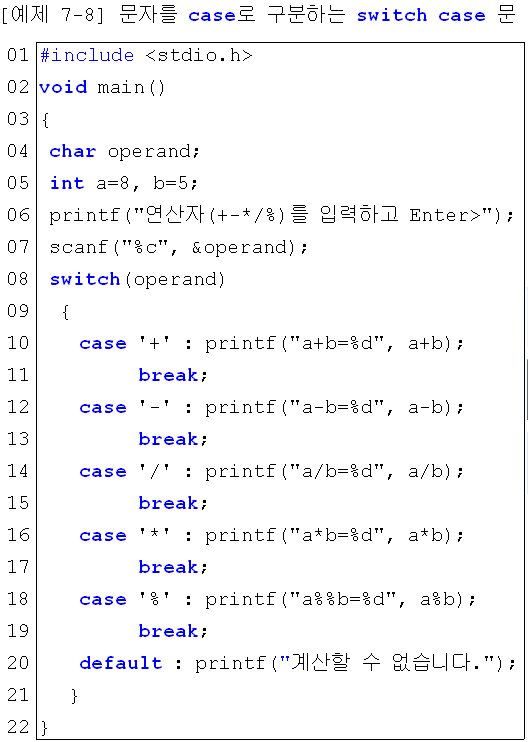 [예제 7-8] 문자를 case로 구분하는 switch case 문
01 #include <stdio.h>
02 void main()
03 {
04 char operand;
05 int a=8, b=5;
06 printf("연산자(+-*/%)를 입력하고 Enter>");
07 scanf("%c", &operand);
08 switch(operand)
09 {
10 case '+' : printf("a+b=%d", a+b);
11 break;
12 case '-' : printf("a-b=%d", a-b);
13 break;
14 case '/' : printf("a/b=%d", a/b);
15 break;
16 case '*' : printf("a*b=%d", a*b);
17 break;
18 case '%' : printf("a%%b=%d", a%b);
19 break;
20 default : printf("계산할 수 없습니다.");
21 }
22 }